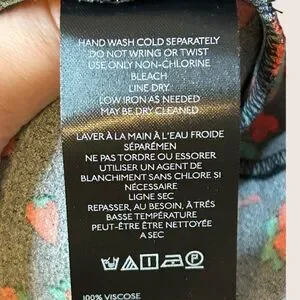 HAND WASH COLD SEPARATELY
DO NOT WRING OR TWIST
USE ONLY NON-CHLORINE
BLEACH
LINE DRY
LOW IRON AS NEEDED
MAY BE DRY CLEANED
LAVER À LA MAIN À L'EAU FROIDE
SÉPARÉMEN
NE PAS TORDRE OU ESSORER
UTILISER UN AGENT DE
BLANCHIMENT SANS CHLORE SI
NÉCESSAIRE
LIGNE SEC
REPASSER, AU BESOIN, À TRÉS
BASSE TEMPÉRATURE
PEUT-ÊTRE ÊTRE NETTOYÉE
A SEC
100% VISCOSE